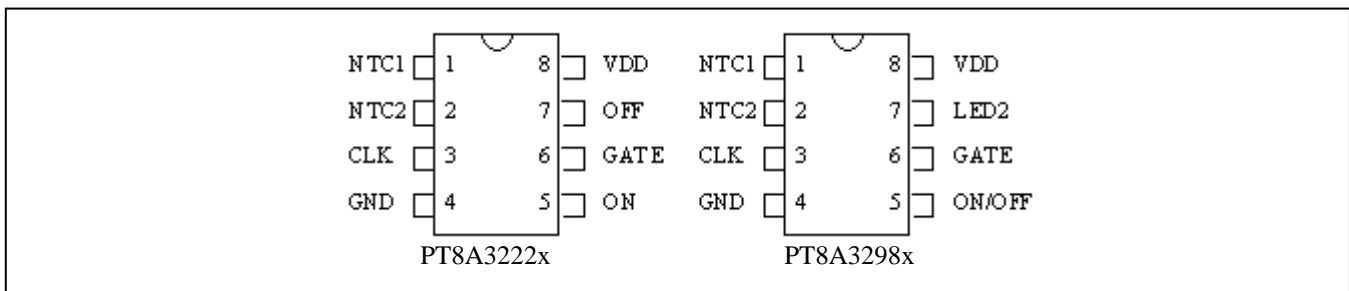 NTC1 1 8 VDD NTC1 1 8 VDD
NTC2 2 7 OFF NTC2 2 7 LED2
CLK 3 6 GATE CLK 3 6 GATE
GND 4 5 ON GND 4 5 ON/OFF
PT8A3222x PT8A3298x